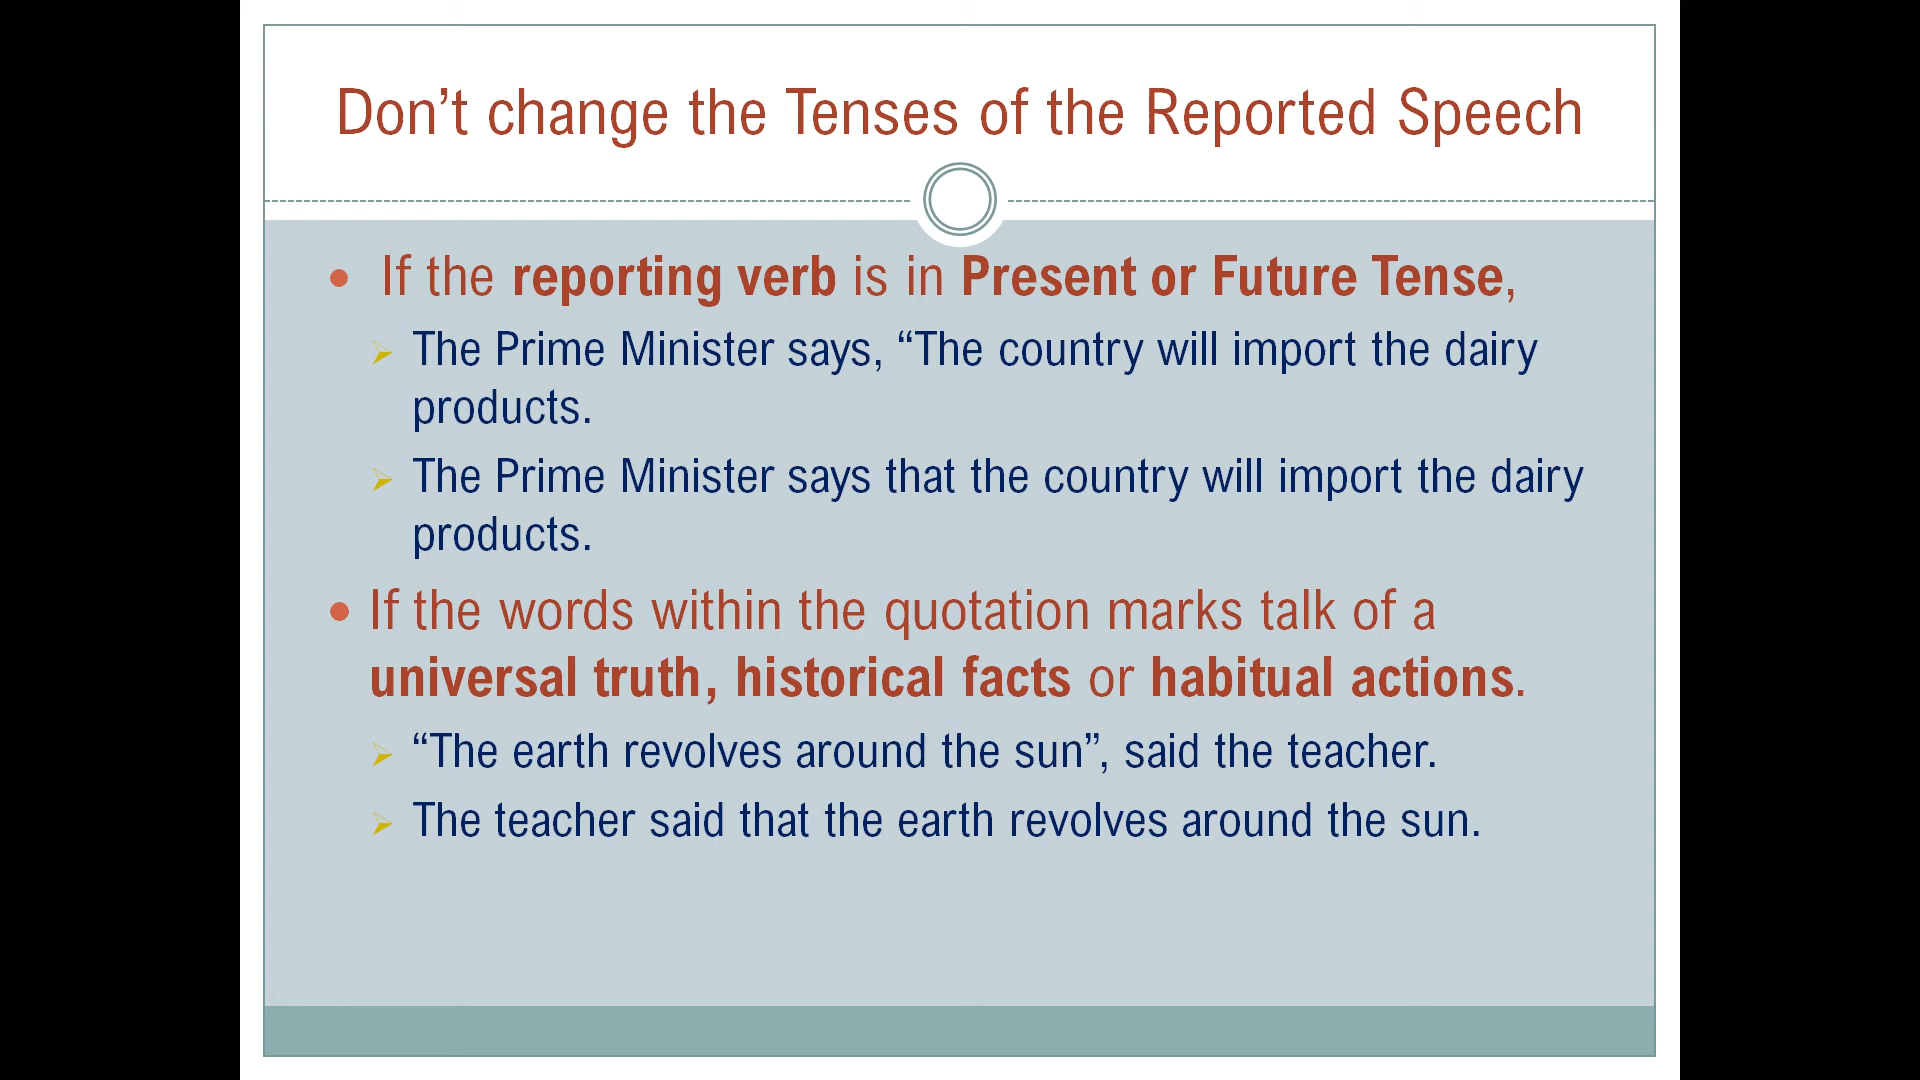 Don’t change the Tenses of the Reported Speech
If the reporting verb is in Present or Future Tense,
The Prime Minister says, “The country will import the dairy
products.
The Prime Minister says that the country will import the dairy
products.
If the words within the quotation marks talk of a
universal truth, historical facts or habitual actions.
“The earth revolves around the sun”, said the teacher.
The teacher said that the earth revolves around the sun.